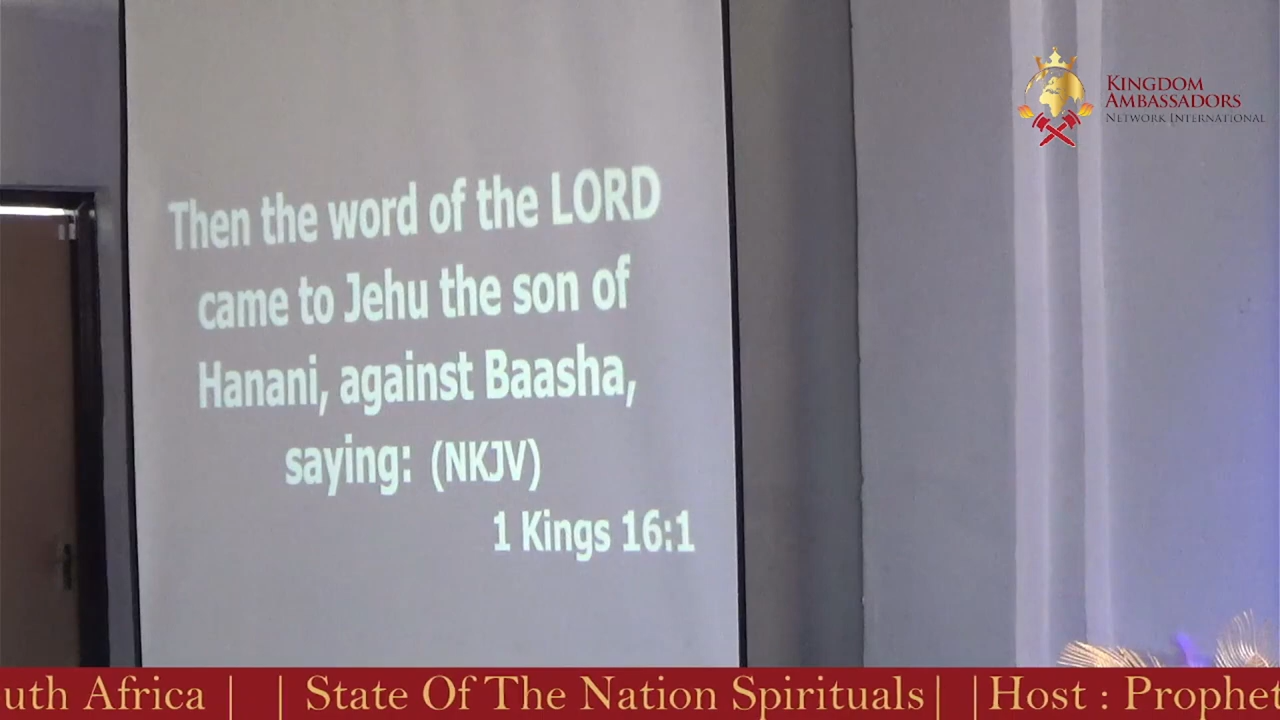 KINGDOM
AMBASSADORS
NETWORK INTERNATIONAL
Then the word of the LORD
came to Jehu the son of
Hanani, against Baasha,
saying: (NKJV)
1 Kings 16:1
uth Africa | | State Of The Nation Spirituals| |Host : Prophet